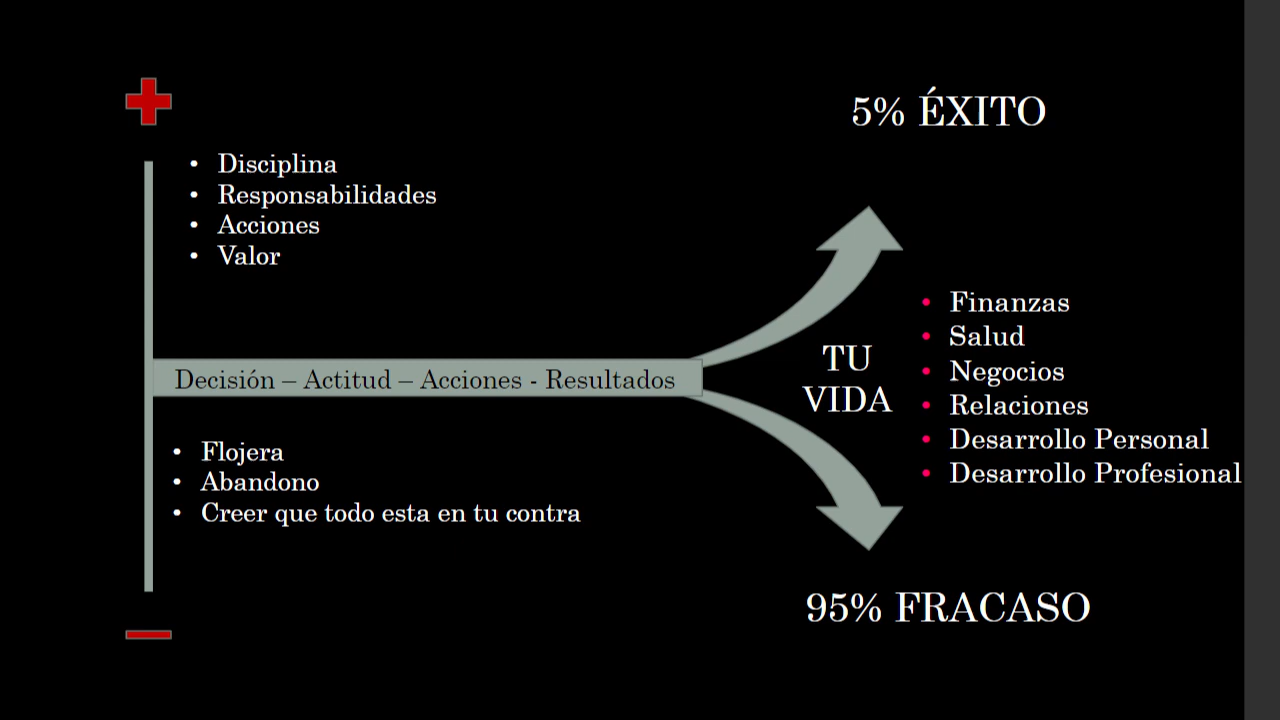 5% ÉXITO
• Disciplina
• Responsabilidades
• Acciones
• Valor
Decisión – Actitud – Acciones - Resultados
TU
VIDA
• Finanzas
• Salud
• Negocios
• Relaciones
• Desarrollo Personal
• Desarrollo Profesional
• Flojera
• Abandono
• Creer que todo esta en tu contra
95% FRACASO